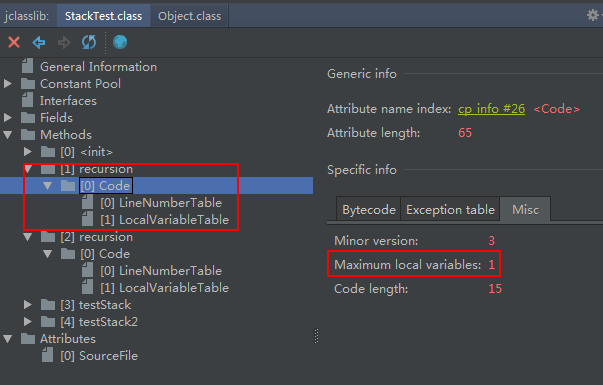 jclasslib: StackTest.class Object.class
General Information
Constant Pool
Interfaces
Fields
Methods
[0] <init>
[1] recursion
[0] Code
[0] LineNumberTable
[1] LocalVariableTable
[2] recursion
[0] Code
[0] LineNumberTable
[1] LocalVariableTable
[3] testStack
[4] testStack2
Attributes
[0] SourceFile
Generic info
Attribute name index: cp info #26 <Code>
Attribute length: 65
Specific info
Bytecode Exception table Misc
Minor version: 3
Maximum local variables: 1
Code length: 15